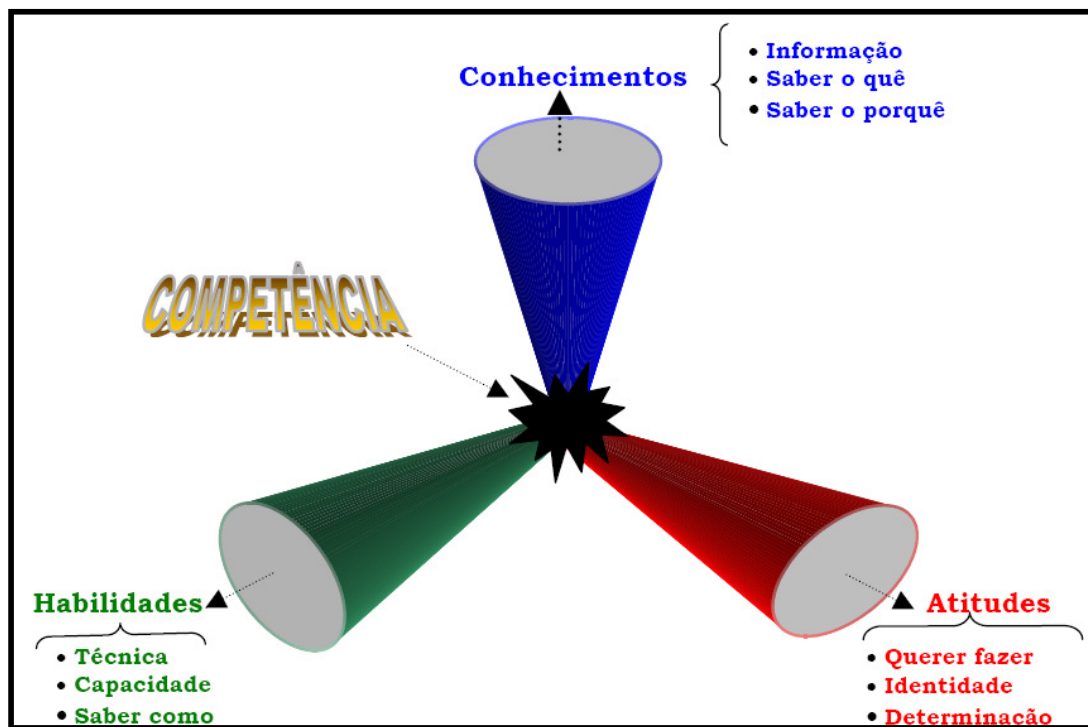 Conhecimentos
• Informação
• Saber o quê
• Saber o porquê
COMPETÊNCIA
Habilidades
• Técnica
• Capacidade
• Saber como
Atitudes
• Querer fazer
• Identidade
• Determinação